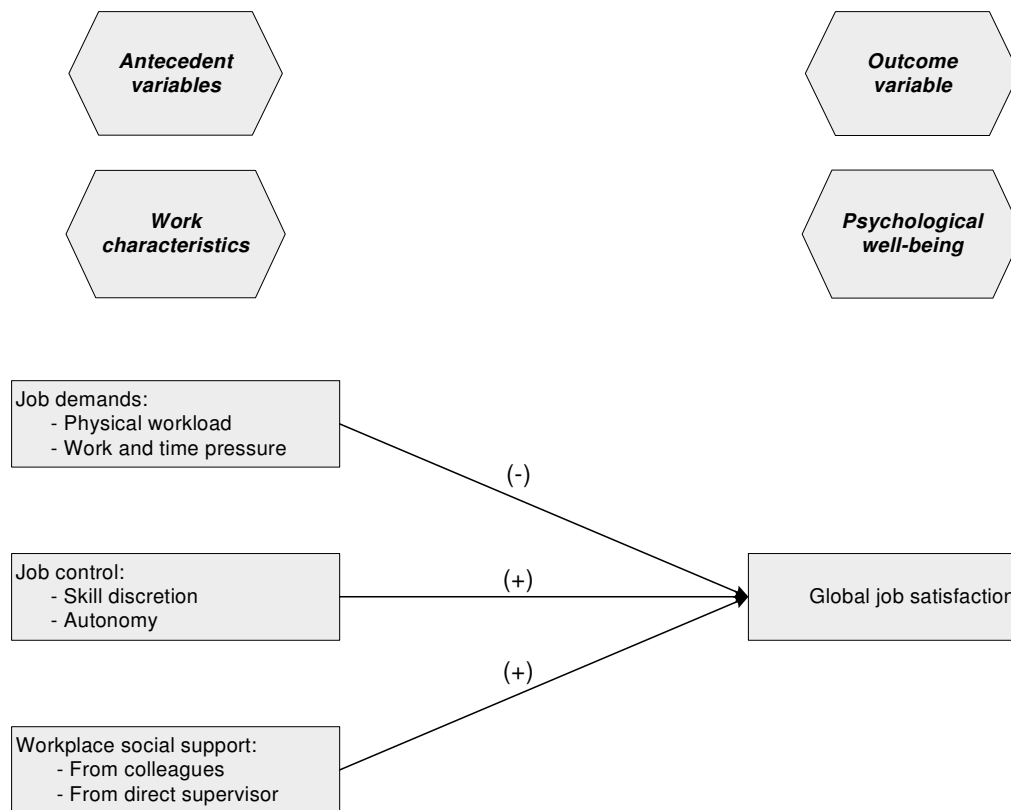 Antecedent
variables
Outcome
variable
Work
characteristics
Psychological
well-being
Job demands:
- Physical workload
- Work and time pressure
(-)
Job control:
- Skill discretion
- Autonomy
(+)
Global job satisfaction
(+)
Workplace social support:
- From colleagues
- From direct supervisor